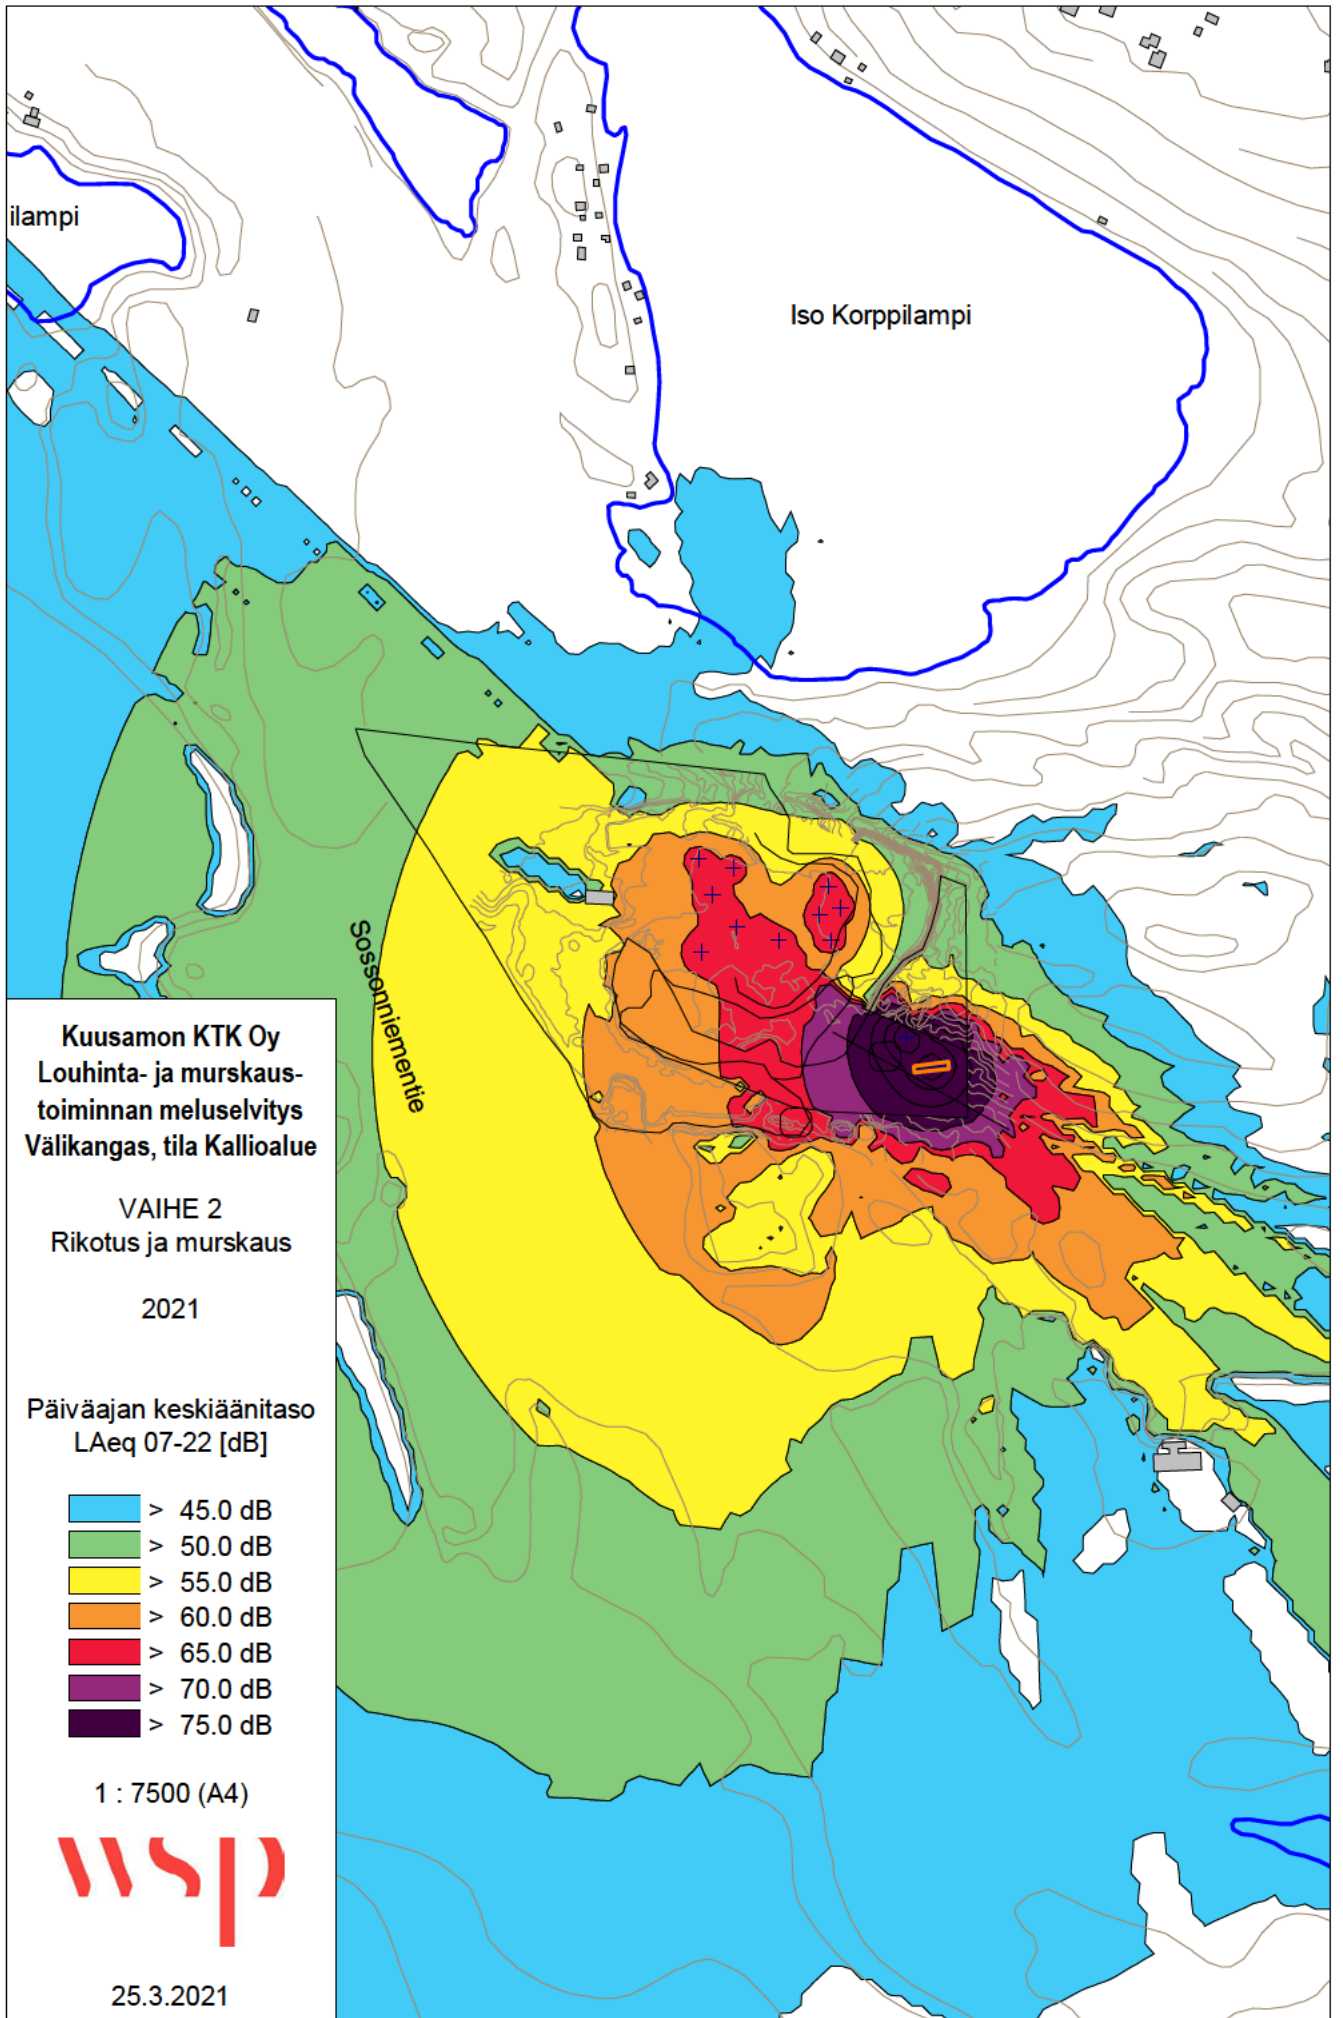 ilampi
Iso Korppilampi
Sossonniementie
Kuusamon KTK Oy
Louhinta- ja murskaus-
toiminnan meluselvitys
Välikangas, tila Kallioalue
VAIHE 2
Rikotus ja murskaus
2021
Päiväajan keskiäänitaso
LAeq 07-22 [dB]
> 45.0 dB
> 50.0 dB
> 55.0 dB
> 60.0 dB
> 65.0 dB
> 70.0 dB
> 75.0 dB
1 : 7500 (A4)
wsp
25.3.2021